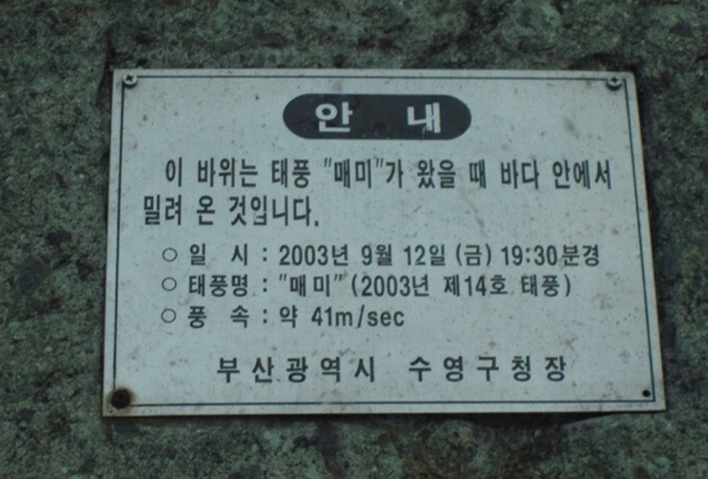 안 내
이 바위는 태풍 "매미"가 왔을 때 바다 안에서
밀려 온 것입니다.
○ 일 시 : 2003년 9월 12일 (금) 19:30분경
○ 태풍명 : "매미" (2003년 제14호 태풍)
○ 풍 속 : 약 41m/sec
부산광역시 수영구청장